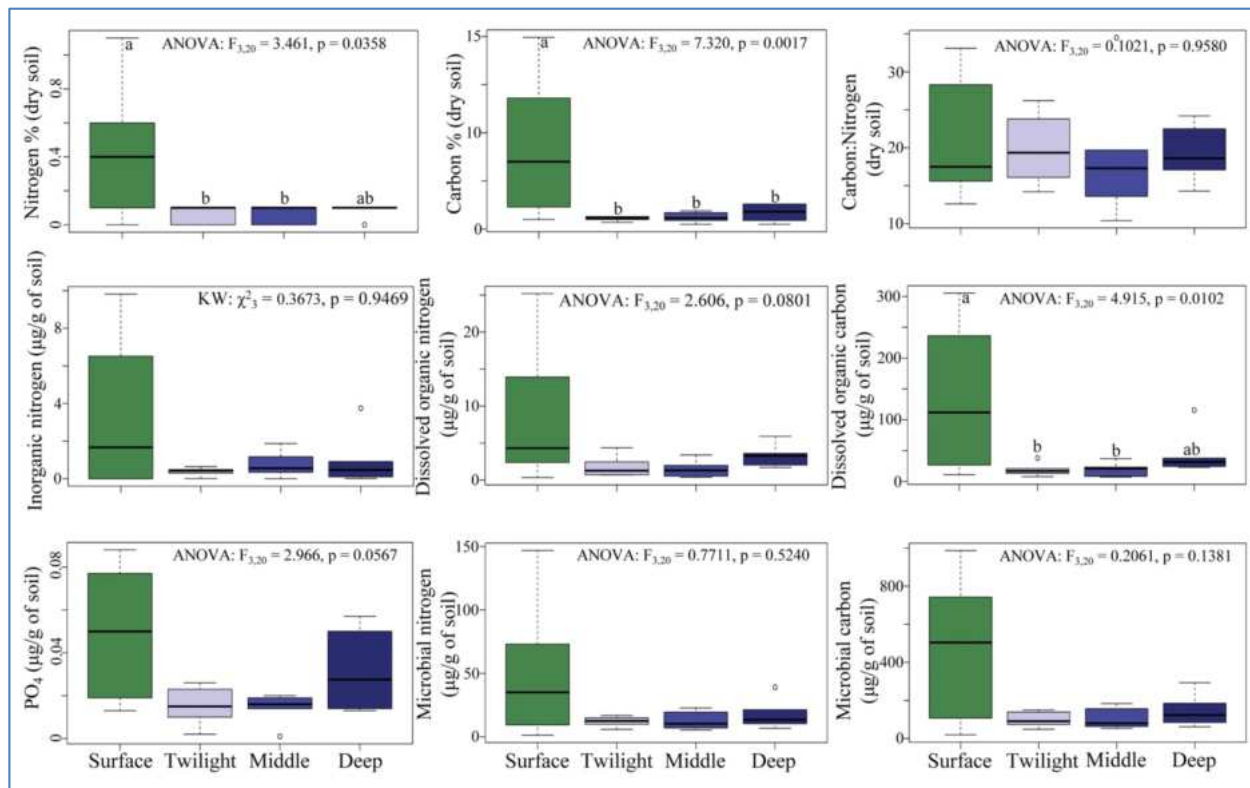 Nitrogen % (dry soil)
0 0.4 0.8
ANOVA: F3,20 = 3.461, p = 0.0358
a
b
b
ab
Carbon % (dry soil)
0 5 10 15
ANOVA: F3,20 = 7.320, p = 0.0017
a
b
b
b
Carbon:Nitrogen
(dry soil)
10 20 30
ANOVA: F3,20 = 0.1021, p = 0.9580
Inorganic nitrogen (µg/g of soil)
0 4 8
KW: χ²3 = 0.3673, p = 0.9469
Dissolved organic nitrogen
(µg/g of soil)
0 10 20
ANOVA: F3,20 = 2.606, p = 0.0801
Dissolved organic carbon
(µg/g of soil)
0 100 200 300
ANOVA: F3,20 = 4.915, p = 0.0102
a
b
b
ab
PO4 (µg/g of soil)
0 0.04 0.08
ANOVA: F3,20 = 2.966, p = 0.0567
Surface Twilight Middle Deep
Microbial nitrogen
(µg/g of soil)
0 50 100 150
ANOVA: F3,20 = 0.7711, p = 0.5240
Surface Twilight Middle Deep
Microbial carbon
(µg/g of soil)
0 400 800
ANOVA: F3,20 = 0.2061, p = 0.1381
Surface Twilight Middle Deep